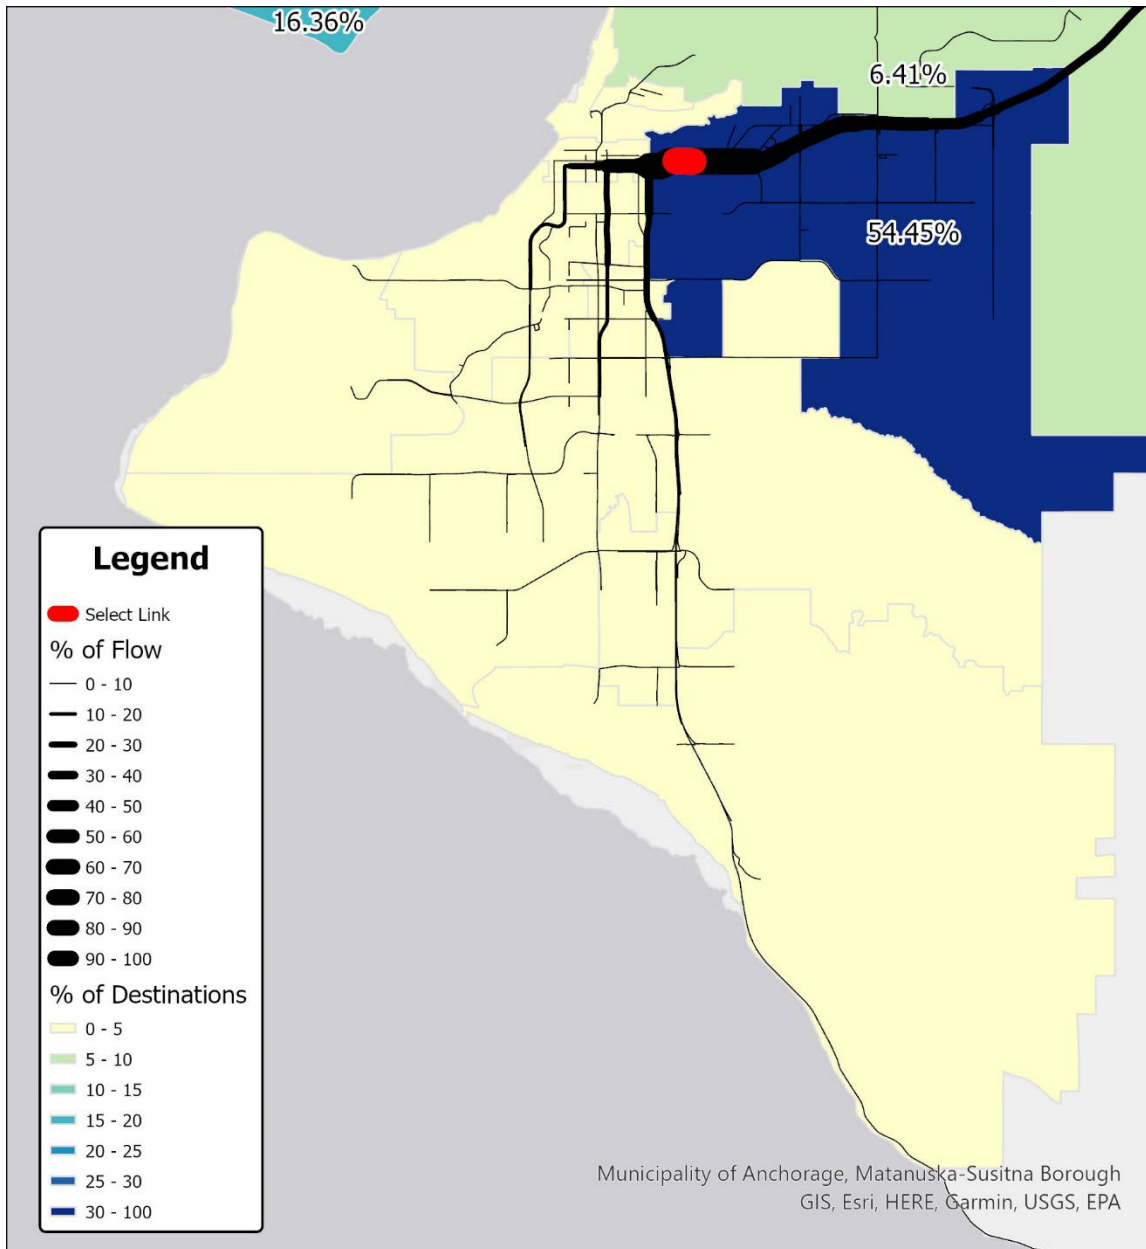 16.36%
6.41%
54.45%
Legend
Select Link
% of Flow
0 - 10
10 - 20
20 - 30
30 - 40
40 - 50
50 - 60
60 - 70
70 - 80
80 - 90
90 - 100
% of Destinations
0 - 5
5 - 10
10 - 15
15 - 20
20 - 25
25 - 30
30 - 100
Municipality of Anchorage, Matanuska-Susitna Borough
GIS, Esri, HERE, Garmin, USGS, EPA